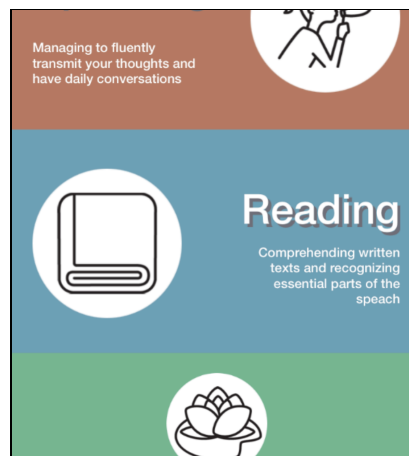 Managing to fluently
transmit your thoughts and
have daily conversations
Reading
Comprehending written
texts and recognizing
essential parts of the
speach